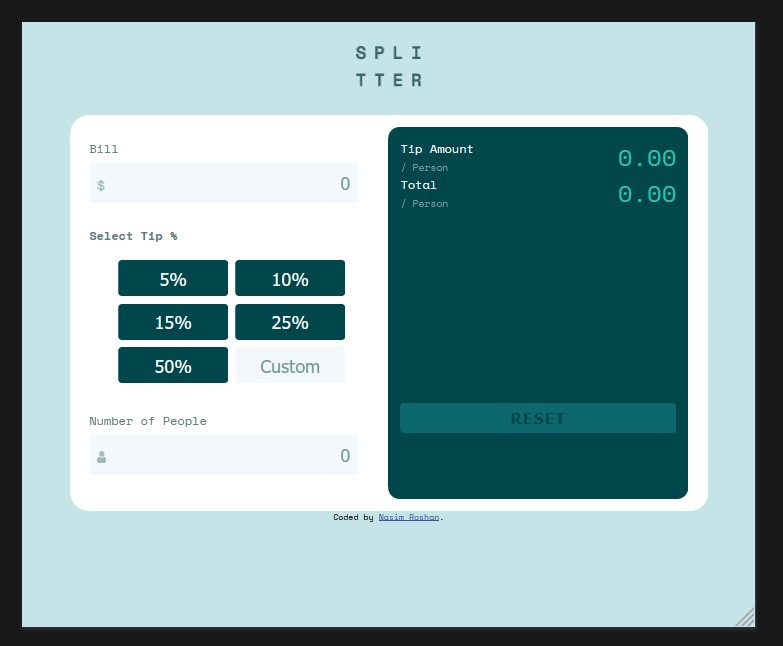 SPLI
TTER
Bill
$ 0
Select Tip %
5% 10%
15% 25%
50% Custom
Number of People
0
Tip Amount 0.00
/ Person
Total 0.00
/ Person
RESET
Coded by Nasim Roshan.